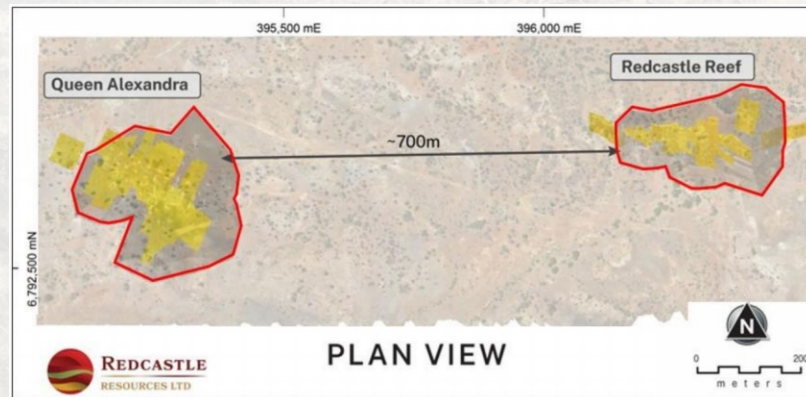 395,500 mE
396,000 mE
Queen Alexandra
Redcastle Reef
~700m
6,792,500 mN
N
REDCASTLE
RESOURCES LTD
PLAN VIEW
0
200
meters